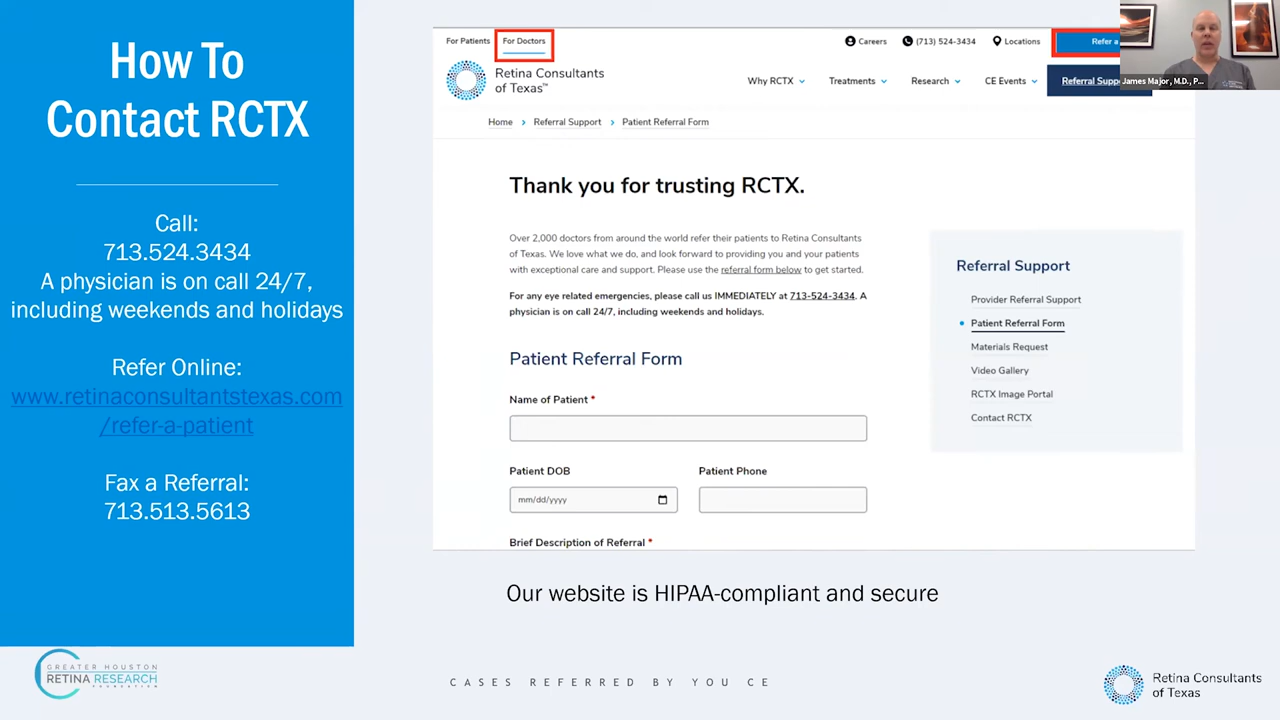 How To
Contact RCTX
Call:
713.524.3434
A physician is on call 24/7,
including weekends and holidays
Refer Online:
www.retinaconsultantstexas.com
/refer-a-patient
Fax a Referral:
713.513.5613
For Patients For Doctors Careers (713) 524-3434 Locations Refer a
Retina Consultants
of Texas™
Why RCTX Treatments Research CE Events Referral Supp
James Major, M.D., P...
Home > Referral Support > Patient Referral Form
Thank you for trusting RCTX.
Over 2,000 doctors from around the world refer their patients to Retina Consultants
of Texas. We love what we do, and look forward to providing you and your patients
with exceptional care and support. Please use the referral form below to get started.
For any eye related emergencies, please call us IMMEDIATELY at 713-524-3434. A
physician is on call 24/7, including weekends and holidays.
Patient Referral Form
Name of Patient *
Patient DOB Patient Phone
mm/dd/yyyy
Brief Description of Referral *
Referral Support
Provider Referral Support
Patient Referral Form
Materials Request
Video Gallery
RCTX Image Portal
Contact RCTX
Our website is HIPAA-compliant and secure
GREATER HOUSTON
RETINA RESEARCH
FOUNDATION
CASES REFERRED BY YOU CE
Retina Consultants
of Texas